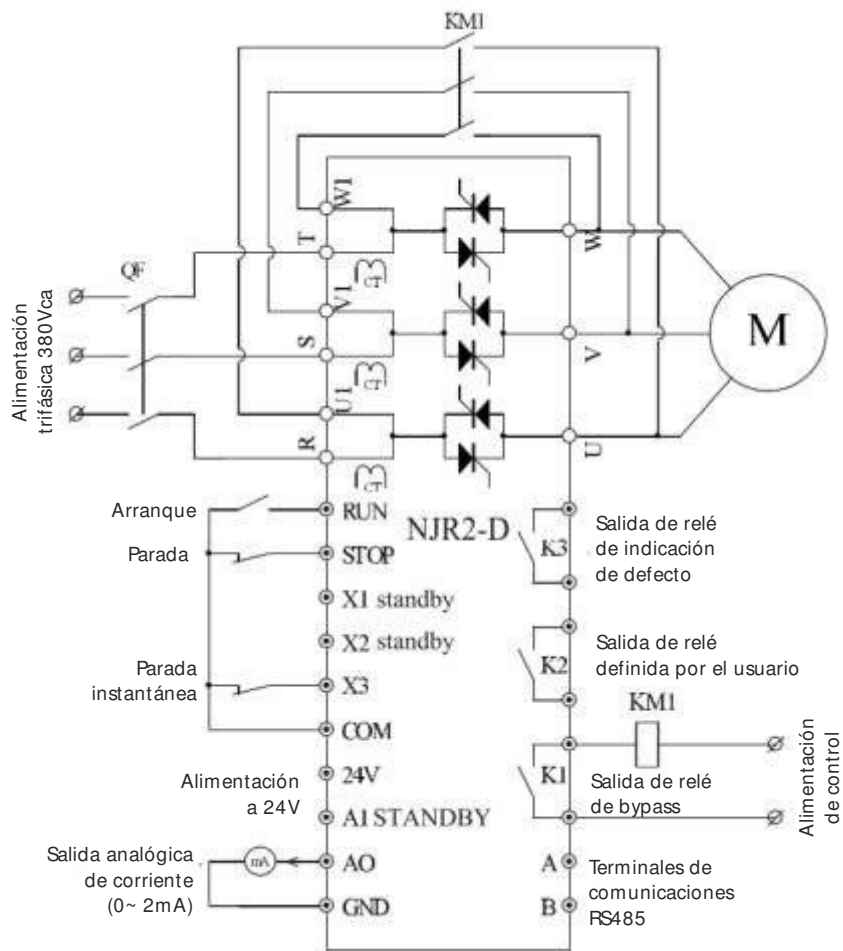 KM1
W1
T
W
QF
CT
V1
S
V
M
Alimentación
trifásica 380Vca
CT
U1
R
U
CT
Arranque
RUN
NJR2-D
K3
Salida de relé
de indicación
de defecto
Parada
STOP
X1 standby
X2 standby
K2
Salida de relé
definida por el usuario
Parada
instantánea
X3
KM1
COM
Alimentación
de control
Alimentación
a 24V
24V
K1
Salida de relé
de bypass
A1 STANDBY
Salida analógica
de corriente
(0~ 2mA)
mA
AO
A
Terminales de
comunicaciones
RS485
GND
B